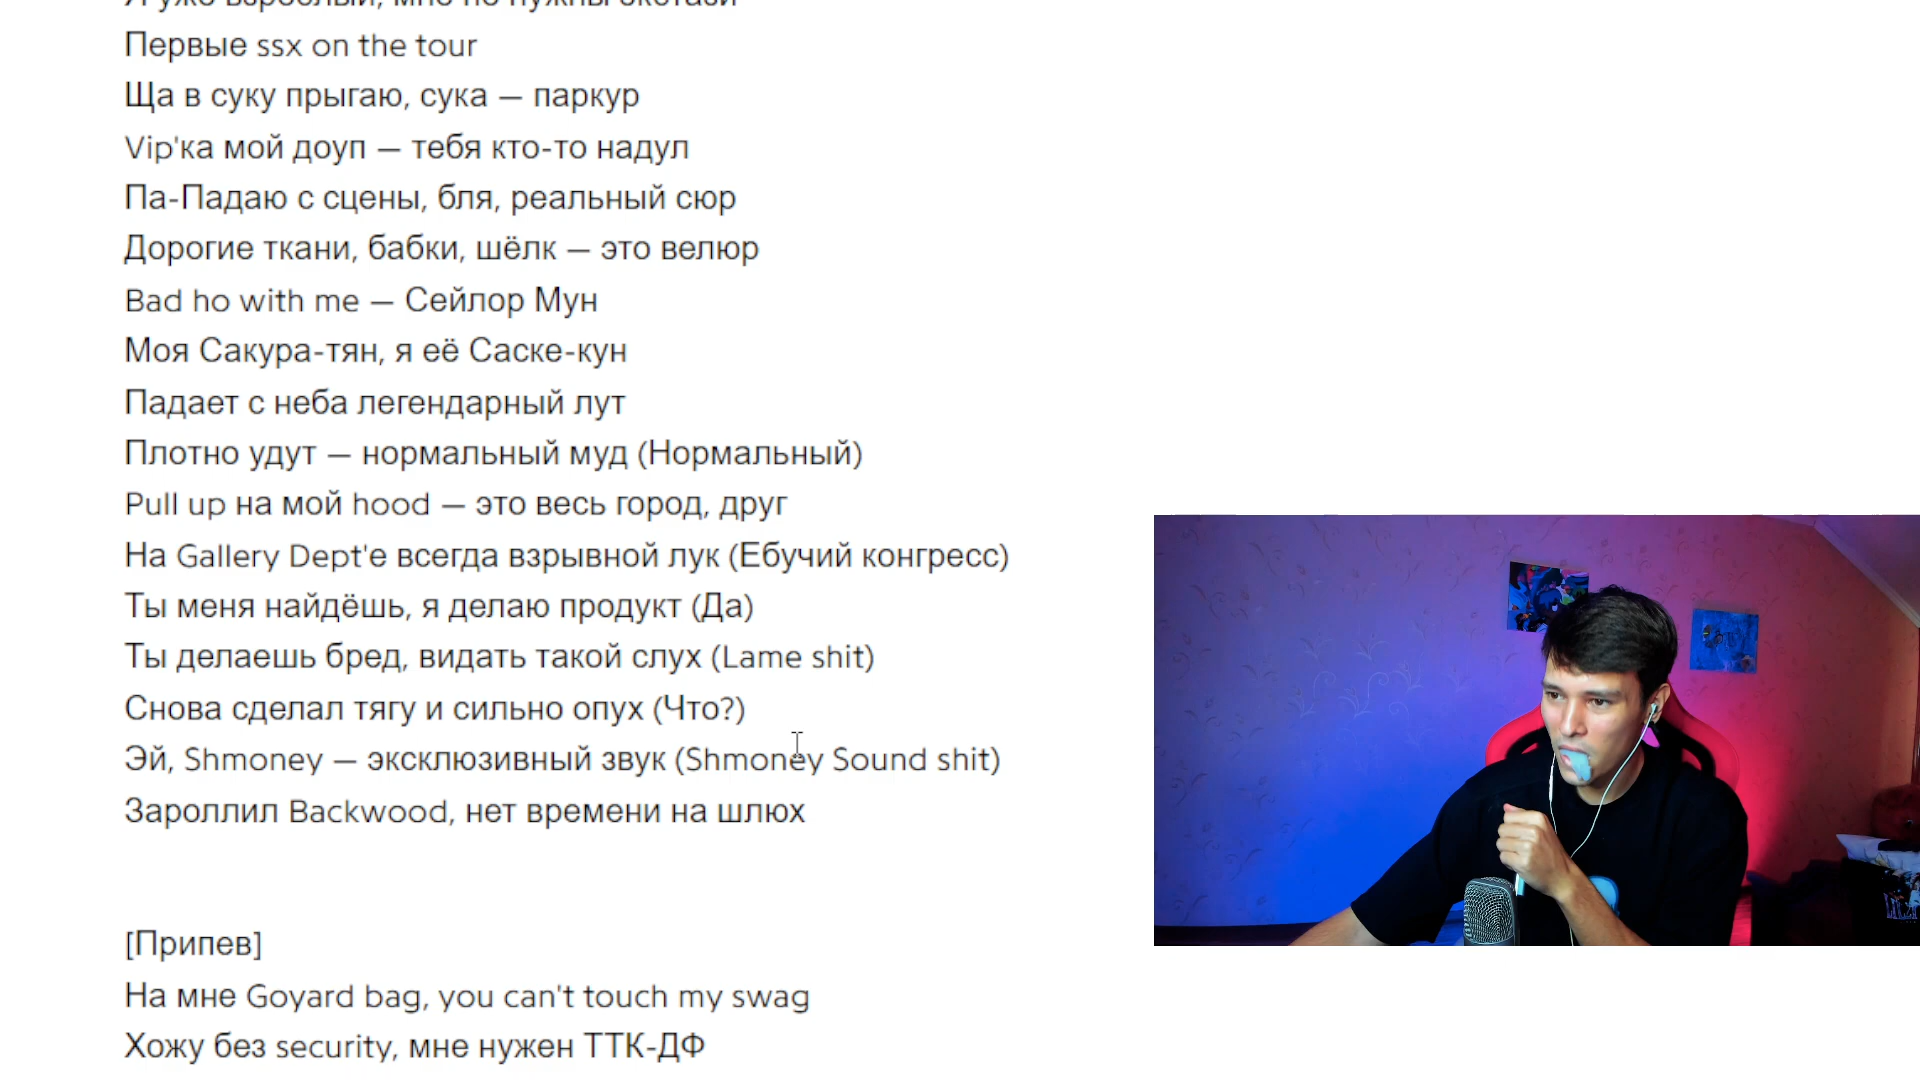 Я уже взрослый, мне не нужны экстази
Первые ssx on the tour
Ща в суку прыгаю, сука — паркур
Vip'ка мой доуп — тебя кто-то надул
Па-Падаю с сцены, бля, реальный сюр
Дорогие ткани, бабки, шёлк — это велюр
Bad ho with me — Сейлор Мун
Моя Сакура-тян, я её Саске-кун
Падает с неба легендарный лут
Плотно удут — нормальный муд (Нормальный)
Pull up на мой hood — это весь город, друг
На Gallery Dept'е всегда взрывной лук (Ебучий конгресс)
Ты меня найдёшь, я делаю продукт (Да)
Ты делаешь бред, видать такой слух (Lame shit)
Снова сделал тягу и сильно опух (Что?)
Эй, Shmoney — эксклюзивный звук (Shmoney Sound shit)
Зароллил Backwood, нет времени на шлюх
[Припев]
На мне Goyard bag, you can't touch my swag
Хожу без security, мне нужен ТТК-ДФ